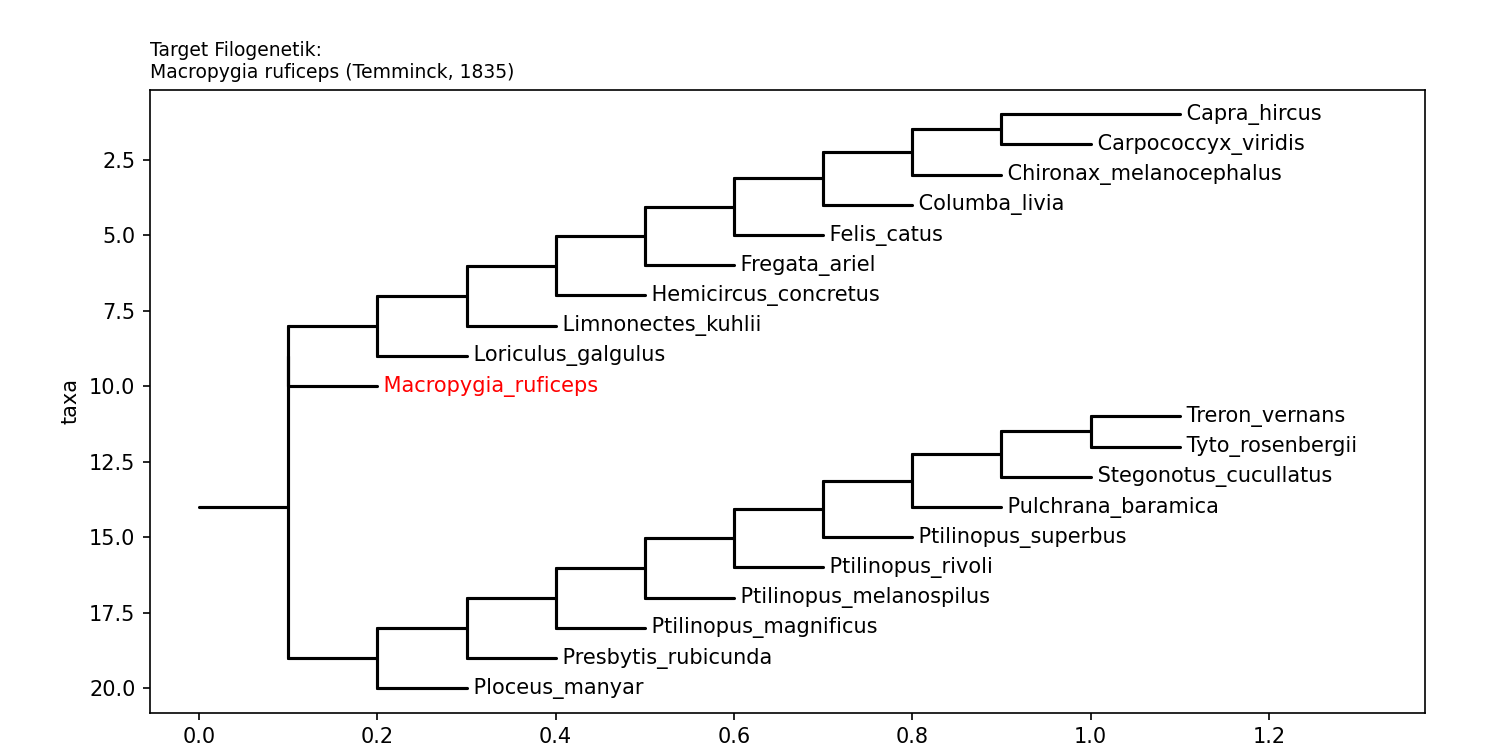 Target Filogenetik:
Macropygia ruficeps (Temminck, 1835)
Capra_hircus
Carpococcyx_viridis
2.5
Chironax_melanocephalus
Columba_livia
5.0
Felis_catus
Fregata_ariel
Hemicircus_concretus
7.5
Limnonectes_kuhlii
Loriculus_galgulus
taxa
10.0
Macropygia_ruficeps
Treron_vernans
Tyto_rosenbergii
12.5
Stegonotus_cucullatus
Pulchrana_baramica
15.0
Ptilinopus_superbus
Ptilinopus_rivoli
Ptilinopus_melanospilus
17.5
Ptilinopus_magnificus
Presbytis_rubicunda
20.0
Ploceus_manyar
0.0 0.2 0.4 0.6 0.8 1.0 1.2